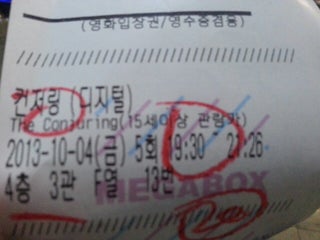 (영화입장권/영수증겸용)
컨저링(디지털)
The Conjuring(15세이상 관람가)
2013-10-04(금) 5회 19:30 21:26
4층 3관 F열 13번
MEGABOX